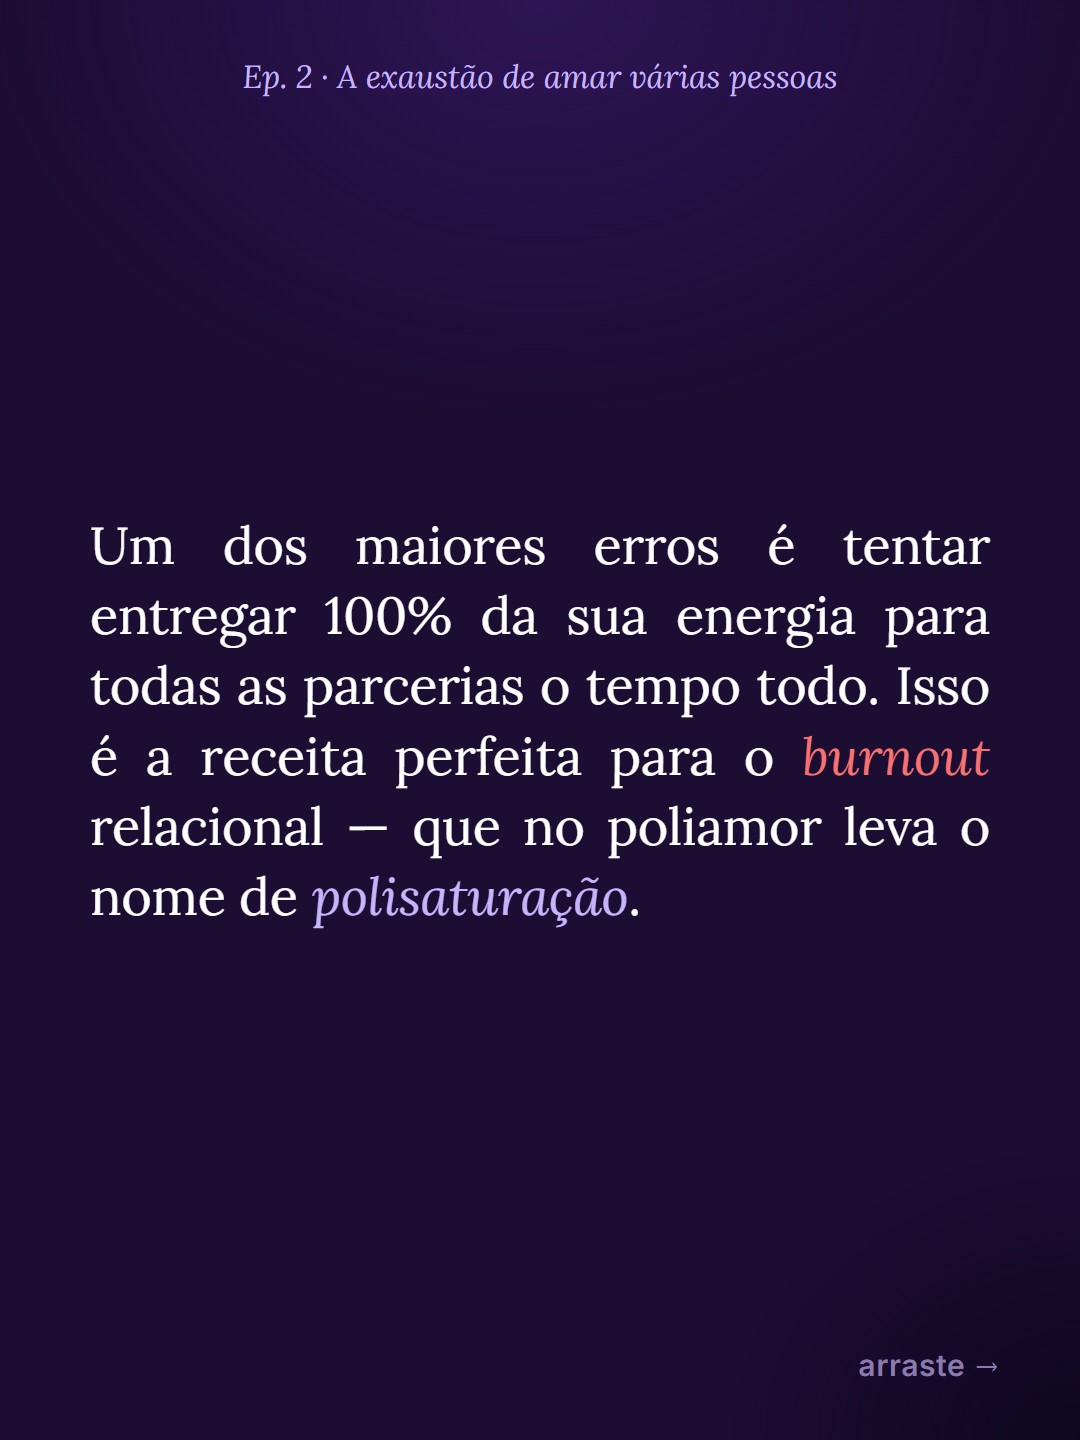 Ep. 2 · A exaustão de amar várias pessoas
Um dos maiores erros é tentar
entregar 100% da sua energia para
todas as parcerias o tempo todo. Isso
é a receita perfeita para o burnout
relacional — que no poliamor leva o
nome de polisaturação.
arraste →